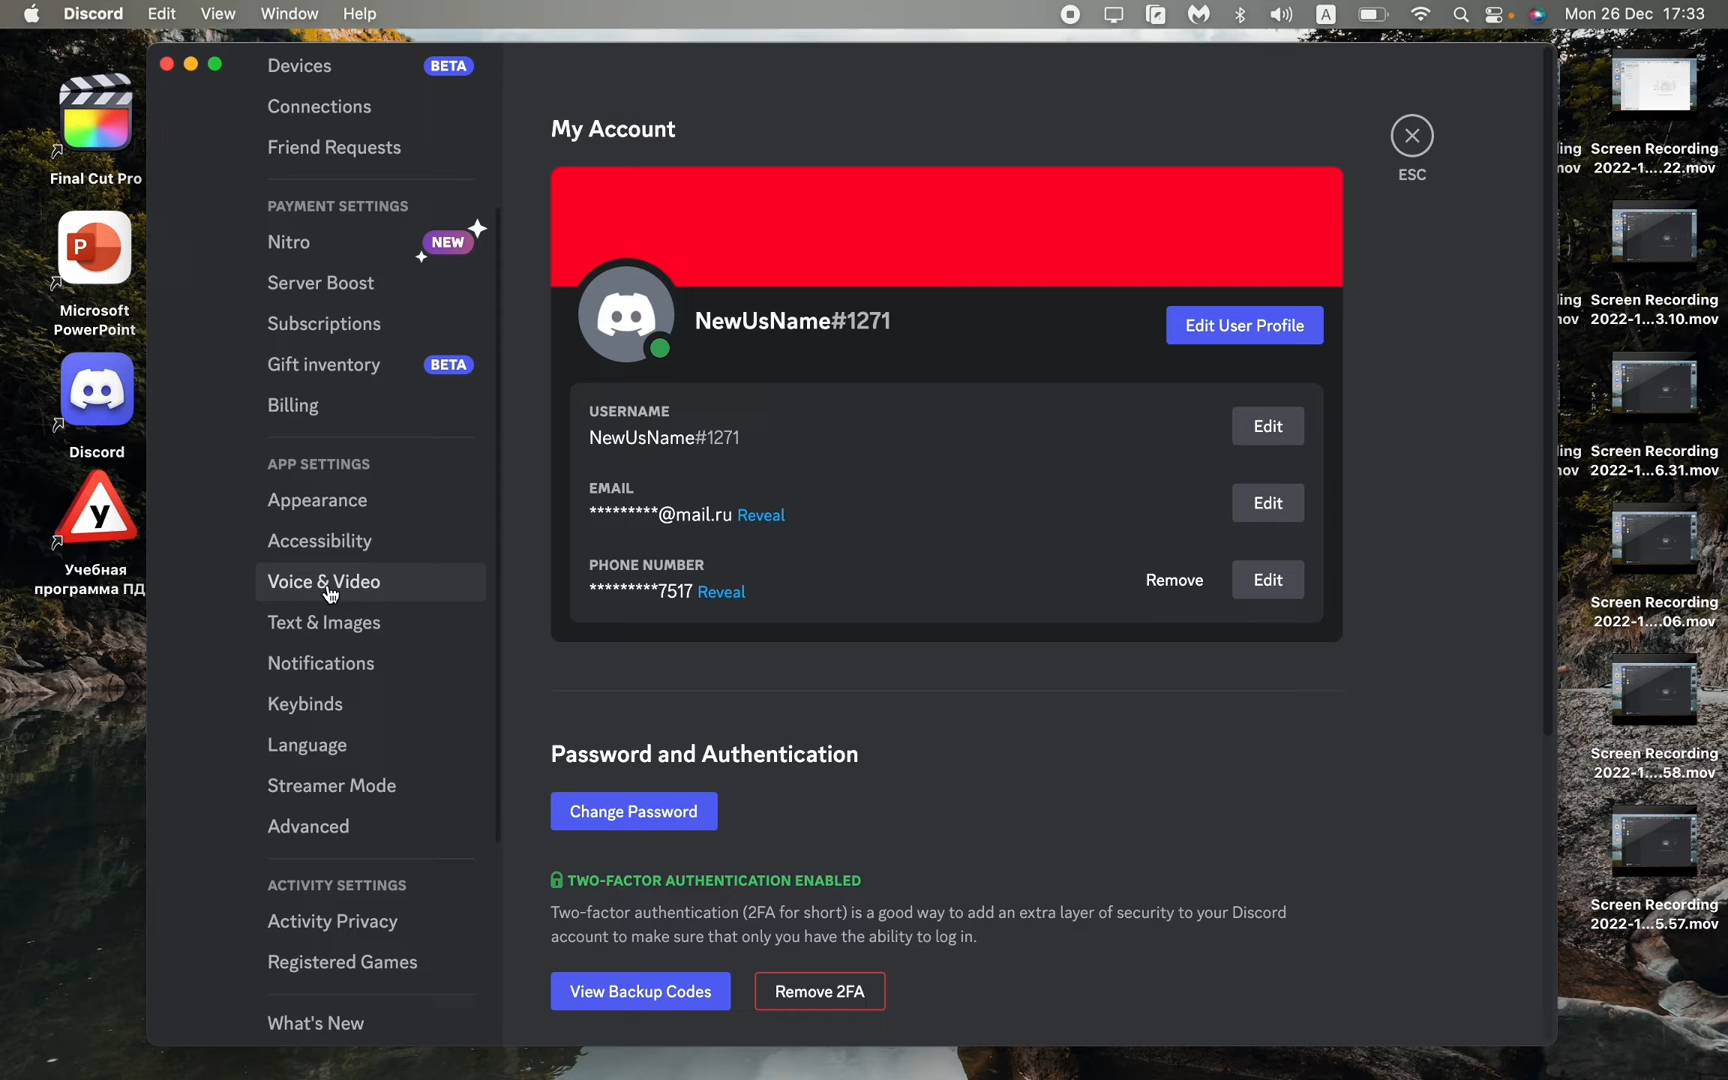 Discord Edit View Window Help
A
Mon 26 Dec 17:33
Final Cut Pro
P
Microsoft
PowerPoint
Discord
У
Учебная
программа ПД
Devices BETA
Connections
Friend Requests
PAYMENT SETTINGS
Nitro NEW
Server Boost
Subscriptions
Gift inventory BETA
Billing
APP SETTINGS
Appearance
Accessibility
Voice & Video
Text & Images
Notifications
Keybinds
Language
Streamer Mode
Advanced
ACTIVITY SETTINGS
Activity Privacy
Registered Games
What's New
My Account
ESC
NewUsName#1271
Edit User Profile
USERNAME
NewUsName#1271
Edit
EMAIL
*********@mail.ru Reveal
Edit
PHONE NUMBER
*********7517 Reveal
Remove Edit
Password and Authentication
Change Password
TWO-FACTOR AUTHENTICATION ENABLED
Two-factor authentication (2FA for short) is a good way to add an extra layer of security to your Discord
account to make sure that only you have the ability to log in.
View Backup Codes Remove 2FA
ing Screen Recording
nov 2022-1....22.mov
ing Screen Recording
nov 2022-1...3.10.mov
ing Screen Recording
nov 2022-1...6.31.mov
Screen Recording
2022-1....06.mov
Screen Recording
2022-1....58.mov
Screen Recording
2022-1...5.57.mov